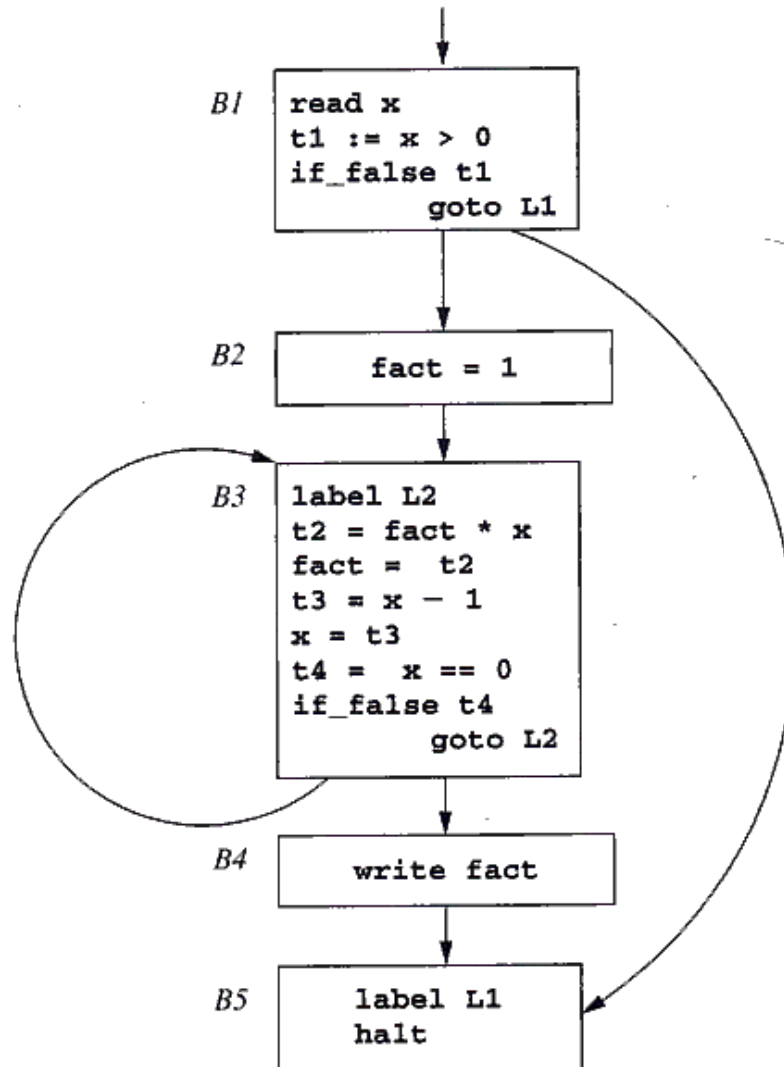 B1
read x
t1 := x > 0
if_false t1
goto L1
B2
fact = 1
B3
label L2
t2 = fact * x
fact = t2
t3 = x − 1
x = t3
t4 = x == 0
if_false t4
goto L2
B4
write fact
B5
label L1
halt